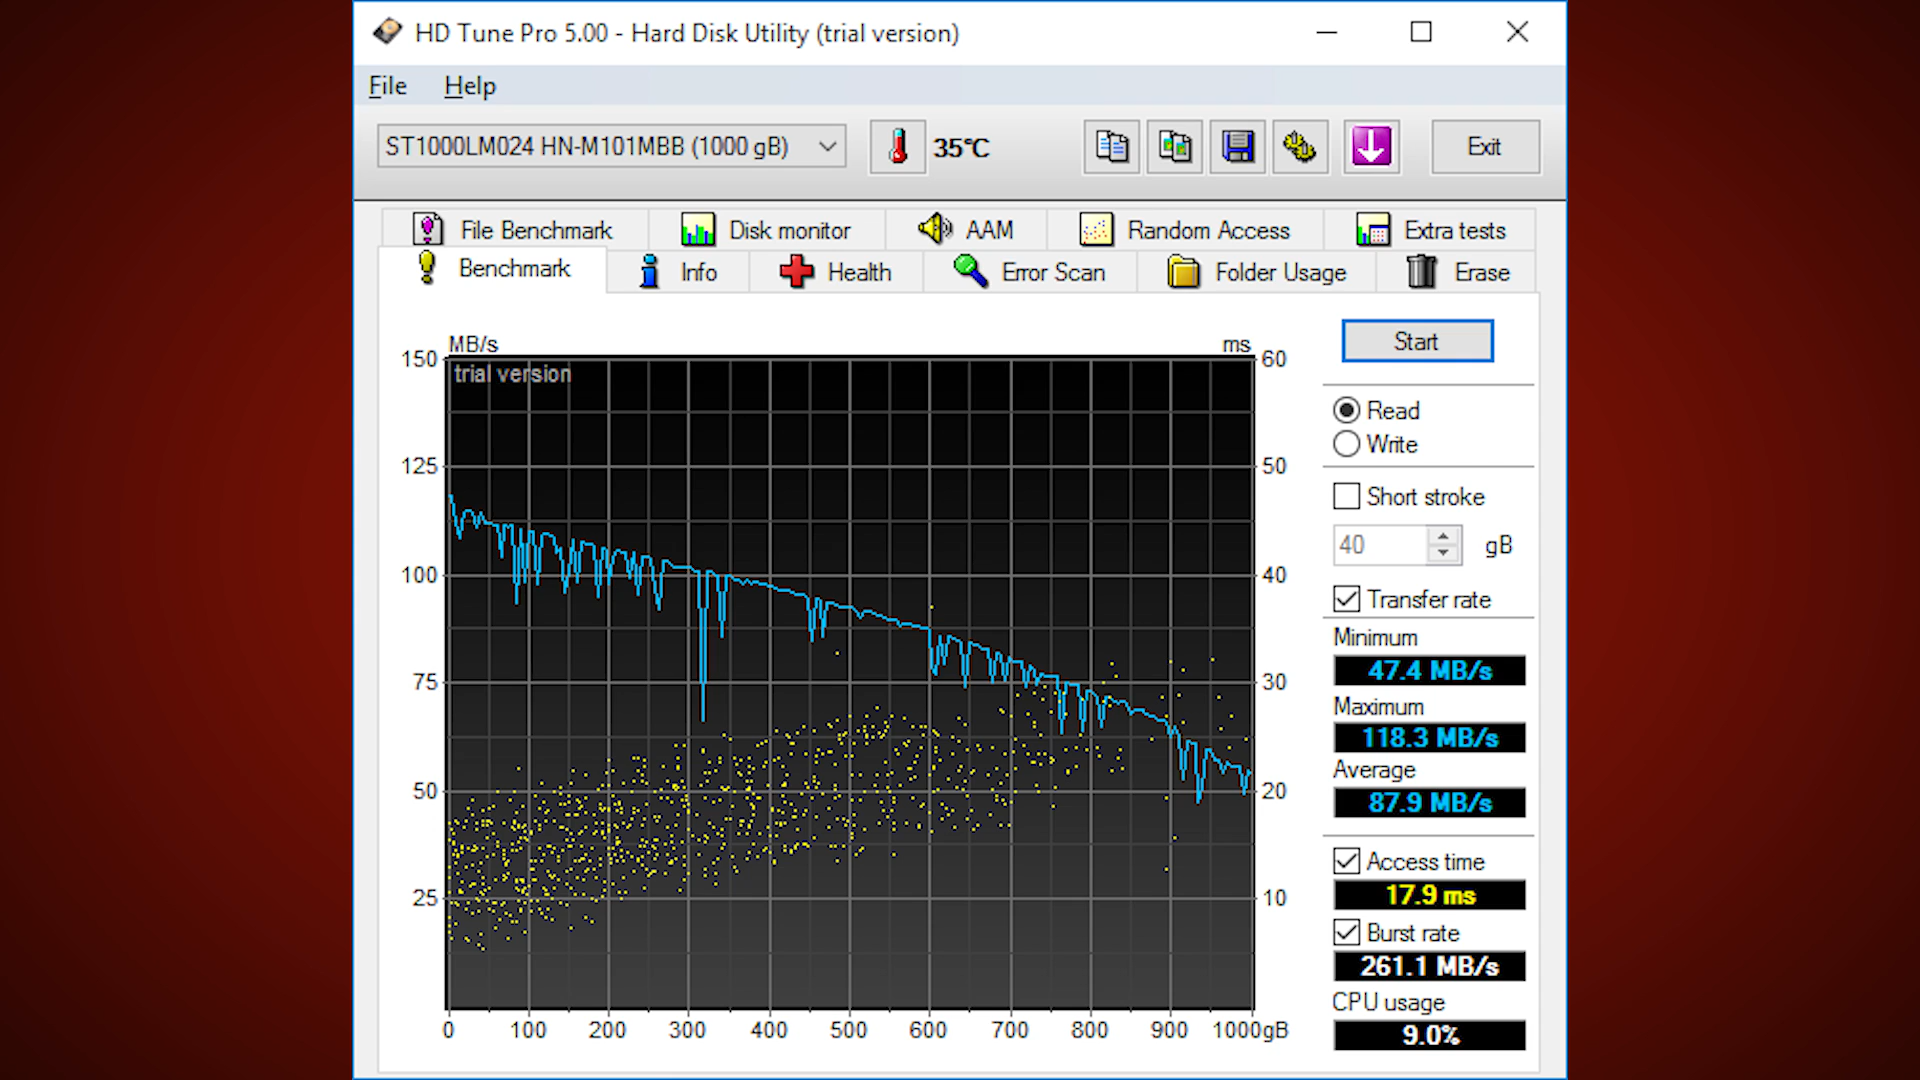 HD Tune Pro 5.00 - Hard Disk Utility (trial version)
File Help
ST1000LM024 HN-M101MBB (1000 gB) 35°C Exit
File Benchmark Disk monitor AAM Random Access Extra tests
Benchmark Info Health Error Scan Folder Usage Erase
MB/s ms
trial version
150
125
100
75
50
25
60
50
40
30
20
10
0 100 200 300 400 500 600 700 800 900 1000gB
Start
Read
Write
Short stroke
40 gB
Transfer rate
Minimum
47.4 MB/s
Maximum
118.3 MB/s
Average
87.9 MB/s
Access time
17.9 ms
Burst rate
261.1 MB/s
CPU usage
9.0%